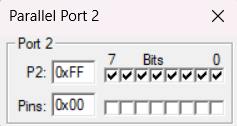 Parallel Port 2
Port 2
7 Bits 0
P2: 0xFF
Pins: 0x00